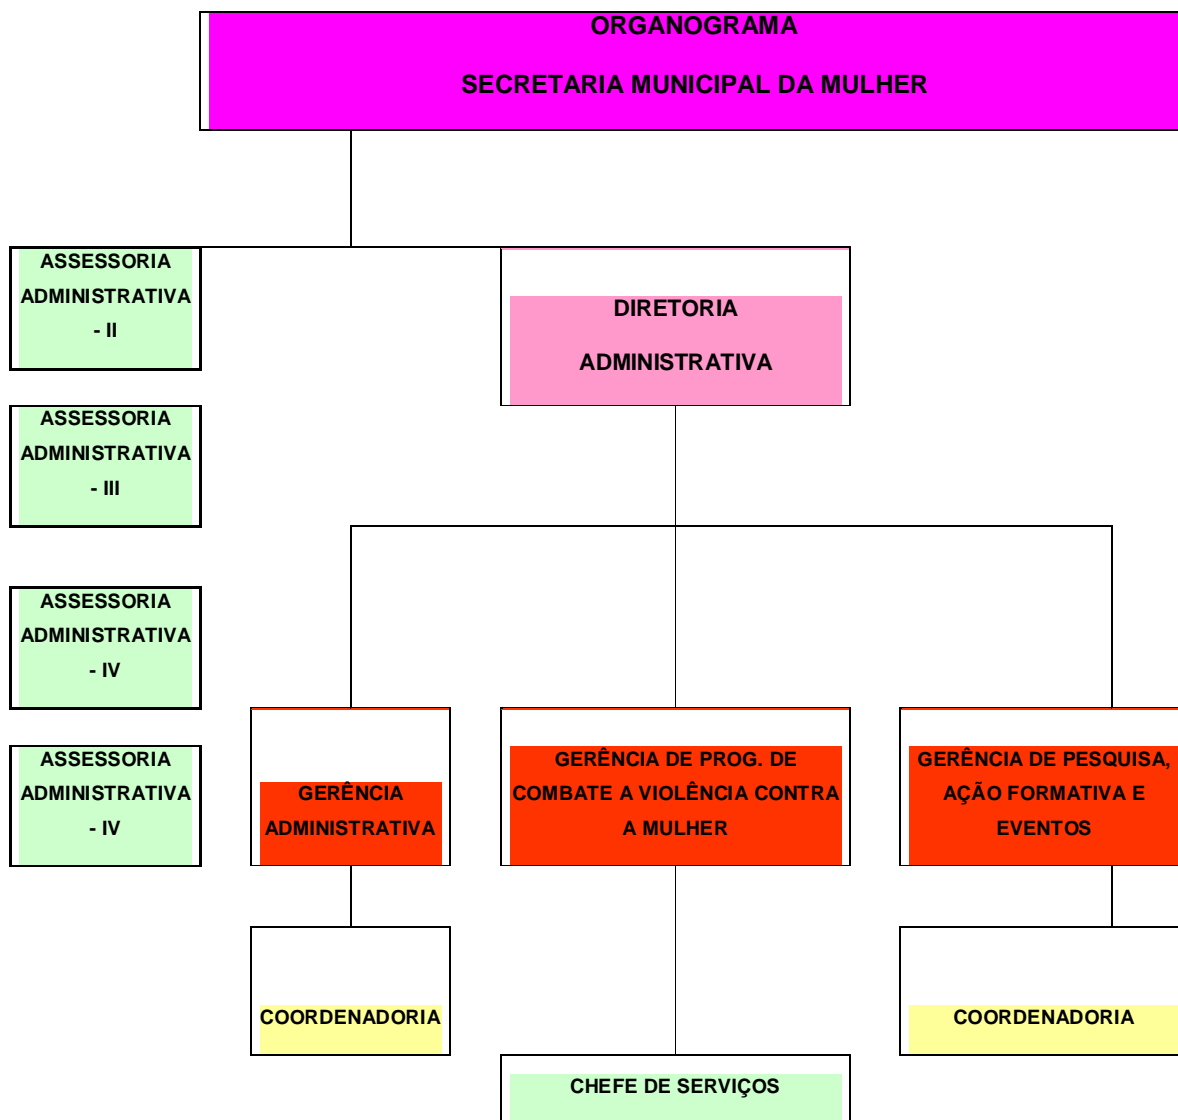 ORGANOGRAMA
SECRETARIA MUNICIPAL DA MULHER
ASSESSORIA
ADMINISTRATIVA
- II
DIRETORIA
ADMINISTRATIVA
ASSESSORIA
ADMINISTRATIVA
- III
ASSESSORIA
ADMINISTRATIVA
- IV
ASSESSORIA
ADMINISTRATIVA
- IV
GERÊNCIA
ADMINISTRATIVA
GERÊNCIA DE PROG. DE
COMBATE A VIOLÊNCIA CONTRA
A MULHER
GERÊNCIA DE PESQUISA,
AÇÃO FORMATIVA E
EVENTOS
COORDENADORIA
COORDENADORIA
CHEFE DE SERVIÇOS